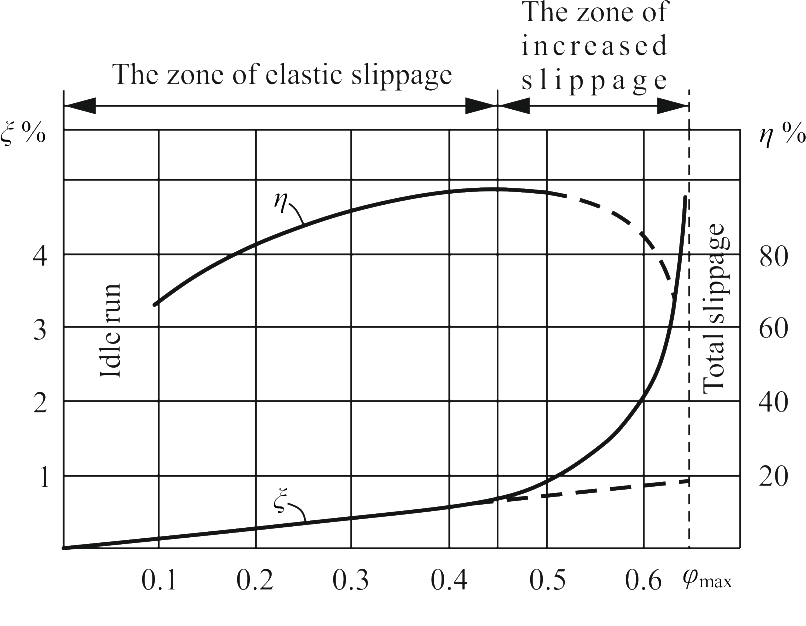 The zone of
increased
slippage
The zone of elastic slippage
ξ %
η %
η
4
80
Idle run
Total slippage
3
60
2
40
1
20
ξ
0.1 0.2 0.3 0.4 0.5 0.6 φmax